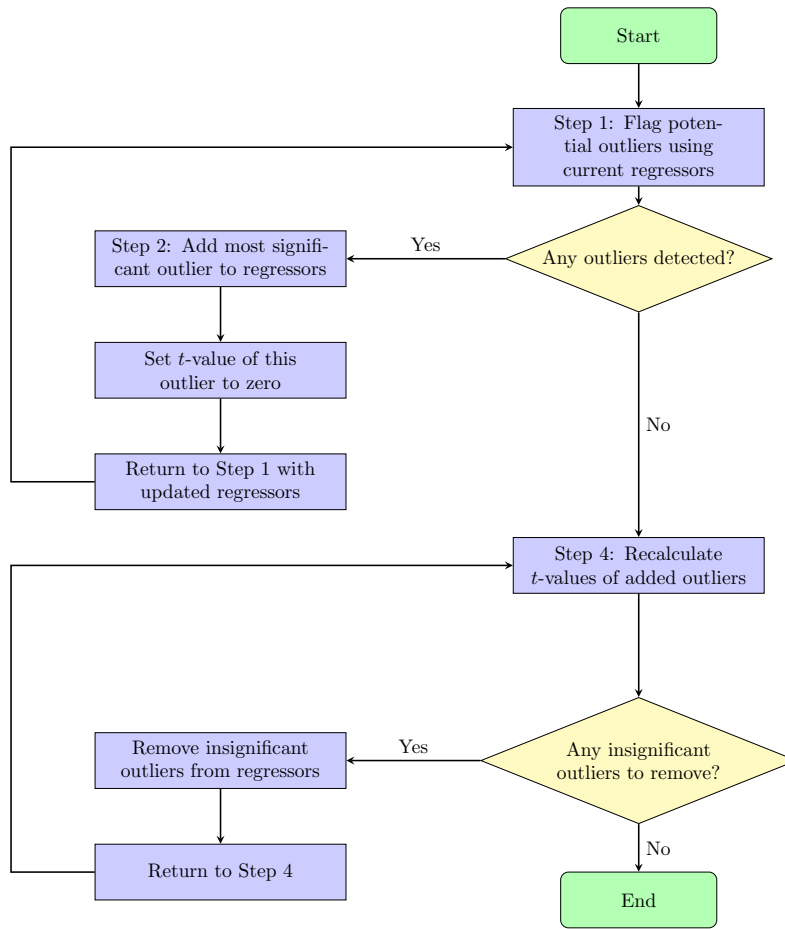 Start
Step 1: Flag poten-
tial outliers using
current regressors
Any outliers detected?
Yes
Step 2: Add most signifi-
cant outlier to regressors
Set t-value of this
outlier to zero
Return to Step 1 with
updated regressors
No
Step 4: Recalculate
t-values of added outliers
Any insignificant
outliers to remove?
Yes
Remove insignificant
outliers from regressors
Return to Step 4
No
End